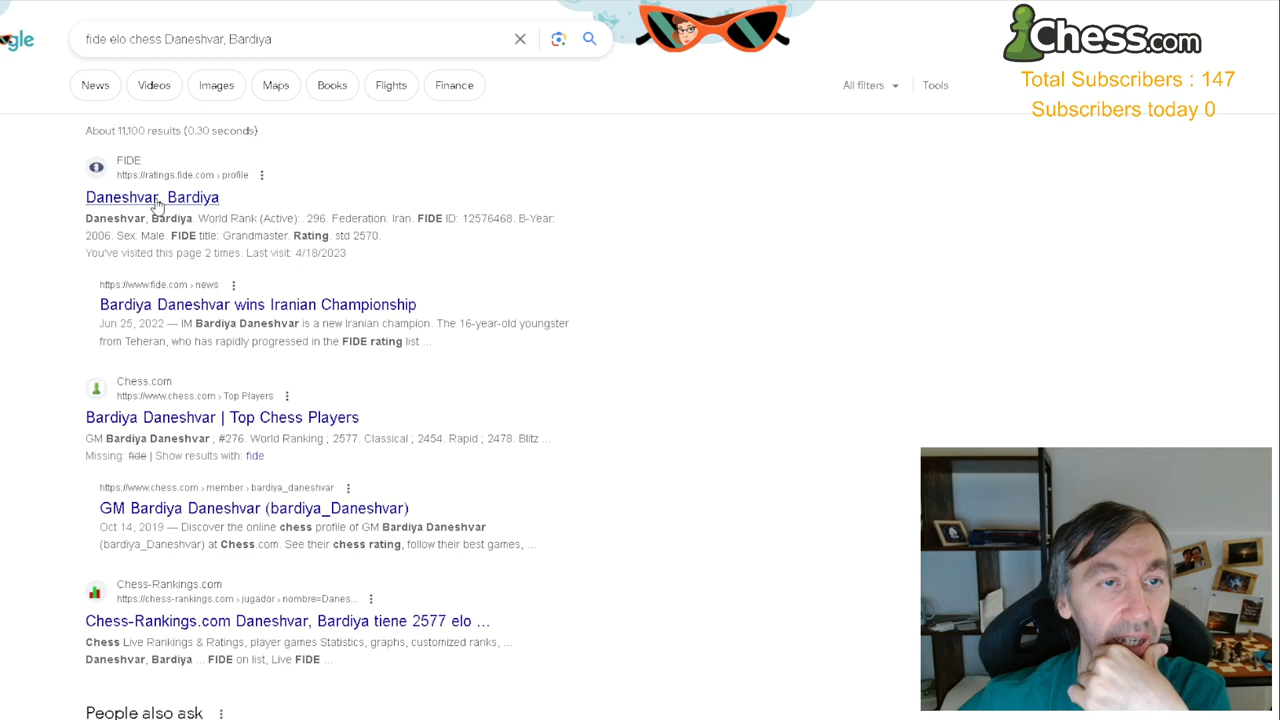 gle
fide elo chess Daneshvar, Bardiya
Chess.com
Total Subscribers : 147
Subscribers today 0
News
Videos
Images
Maps
Books
Flights
Finance
All filters
Tools
About 11,100 results (0.30 seconds)
FIDE
https://ratings.fide.com › profile
Daneshvar, Bardiya
Daneshvar, Bardiya. World Rank (Active): . 296. Federation: Iran. FIDE ID: 12576468. B-Year:
2006. Sex: Male. FIDE title: Grandmaster. Rating. std 2570.
You've visited this page 2 times. Last visit: 4/18/2023
https://www.fide.com › news
Bardiya Daneshvar wins Iranian Championship
Jun 25, 2022 — IM Bardiya Daneshvar is a new Iranian champion. The 16-year-old youngster
from Teheran, who has rapidly progressed in the FIDE rating list ...
Chess.com
https://www.chess.com › Top Players
Bardiya Daneshvar | Top Chess Players
GM Bardiya Daneshvar ; #276. World Ranking ; 2577. Classical ; 2454. Rapid ; 2478. Blitz ...
Missing: fide | Show results with: fide
https://www.chess.com › member › bardiya_daneshvar
GM Bardiya Daneshvar (bardiya_Daneshvar)
Oct 14, 2019 — Discover the online chess profile of GM Bardiya Daneshvar
(bardiya_Daneshvar) at Chess.com. See their chess rating, follow their best games, ...
Chess-Rankings.com
https://chess-rankings.com › jugador › nombre=Danes...
Chess-Rankings.com Daneshvar, Bardiya tiene 2577 elo ...
Chess Live Rankings & Ratings, player games Statistics, graphs, customized ranks, ...
Daneshvar, Bardiya ... FIDE on list, Live FIDE ...
People also ask